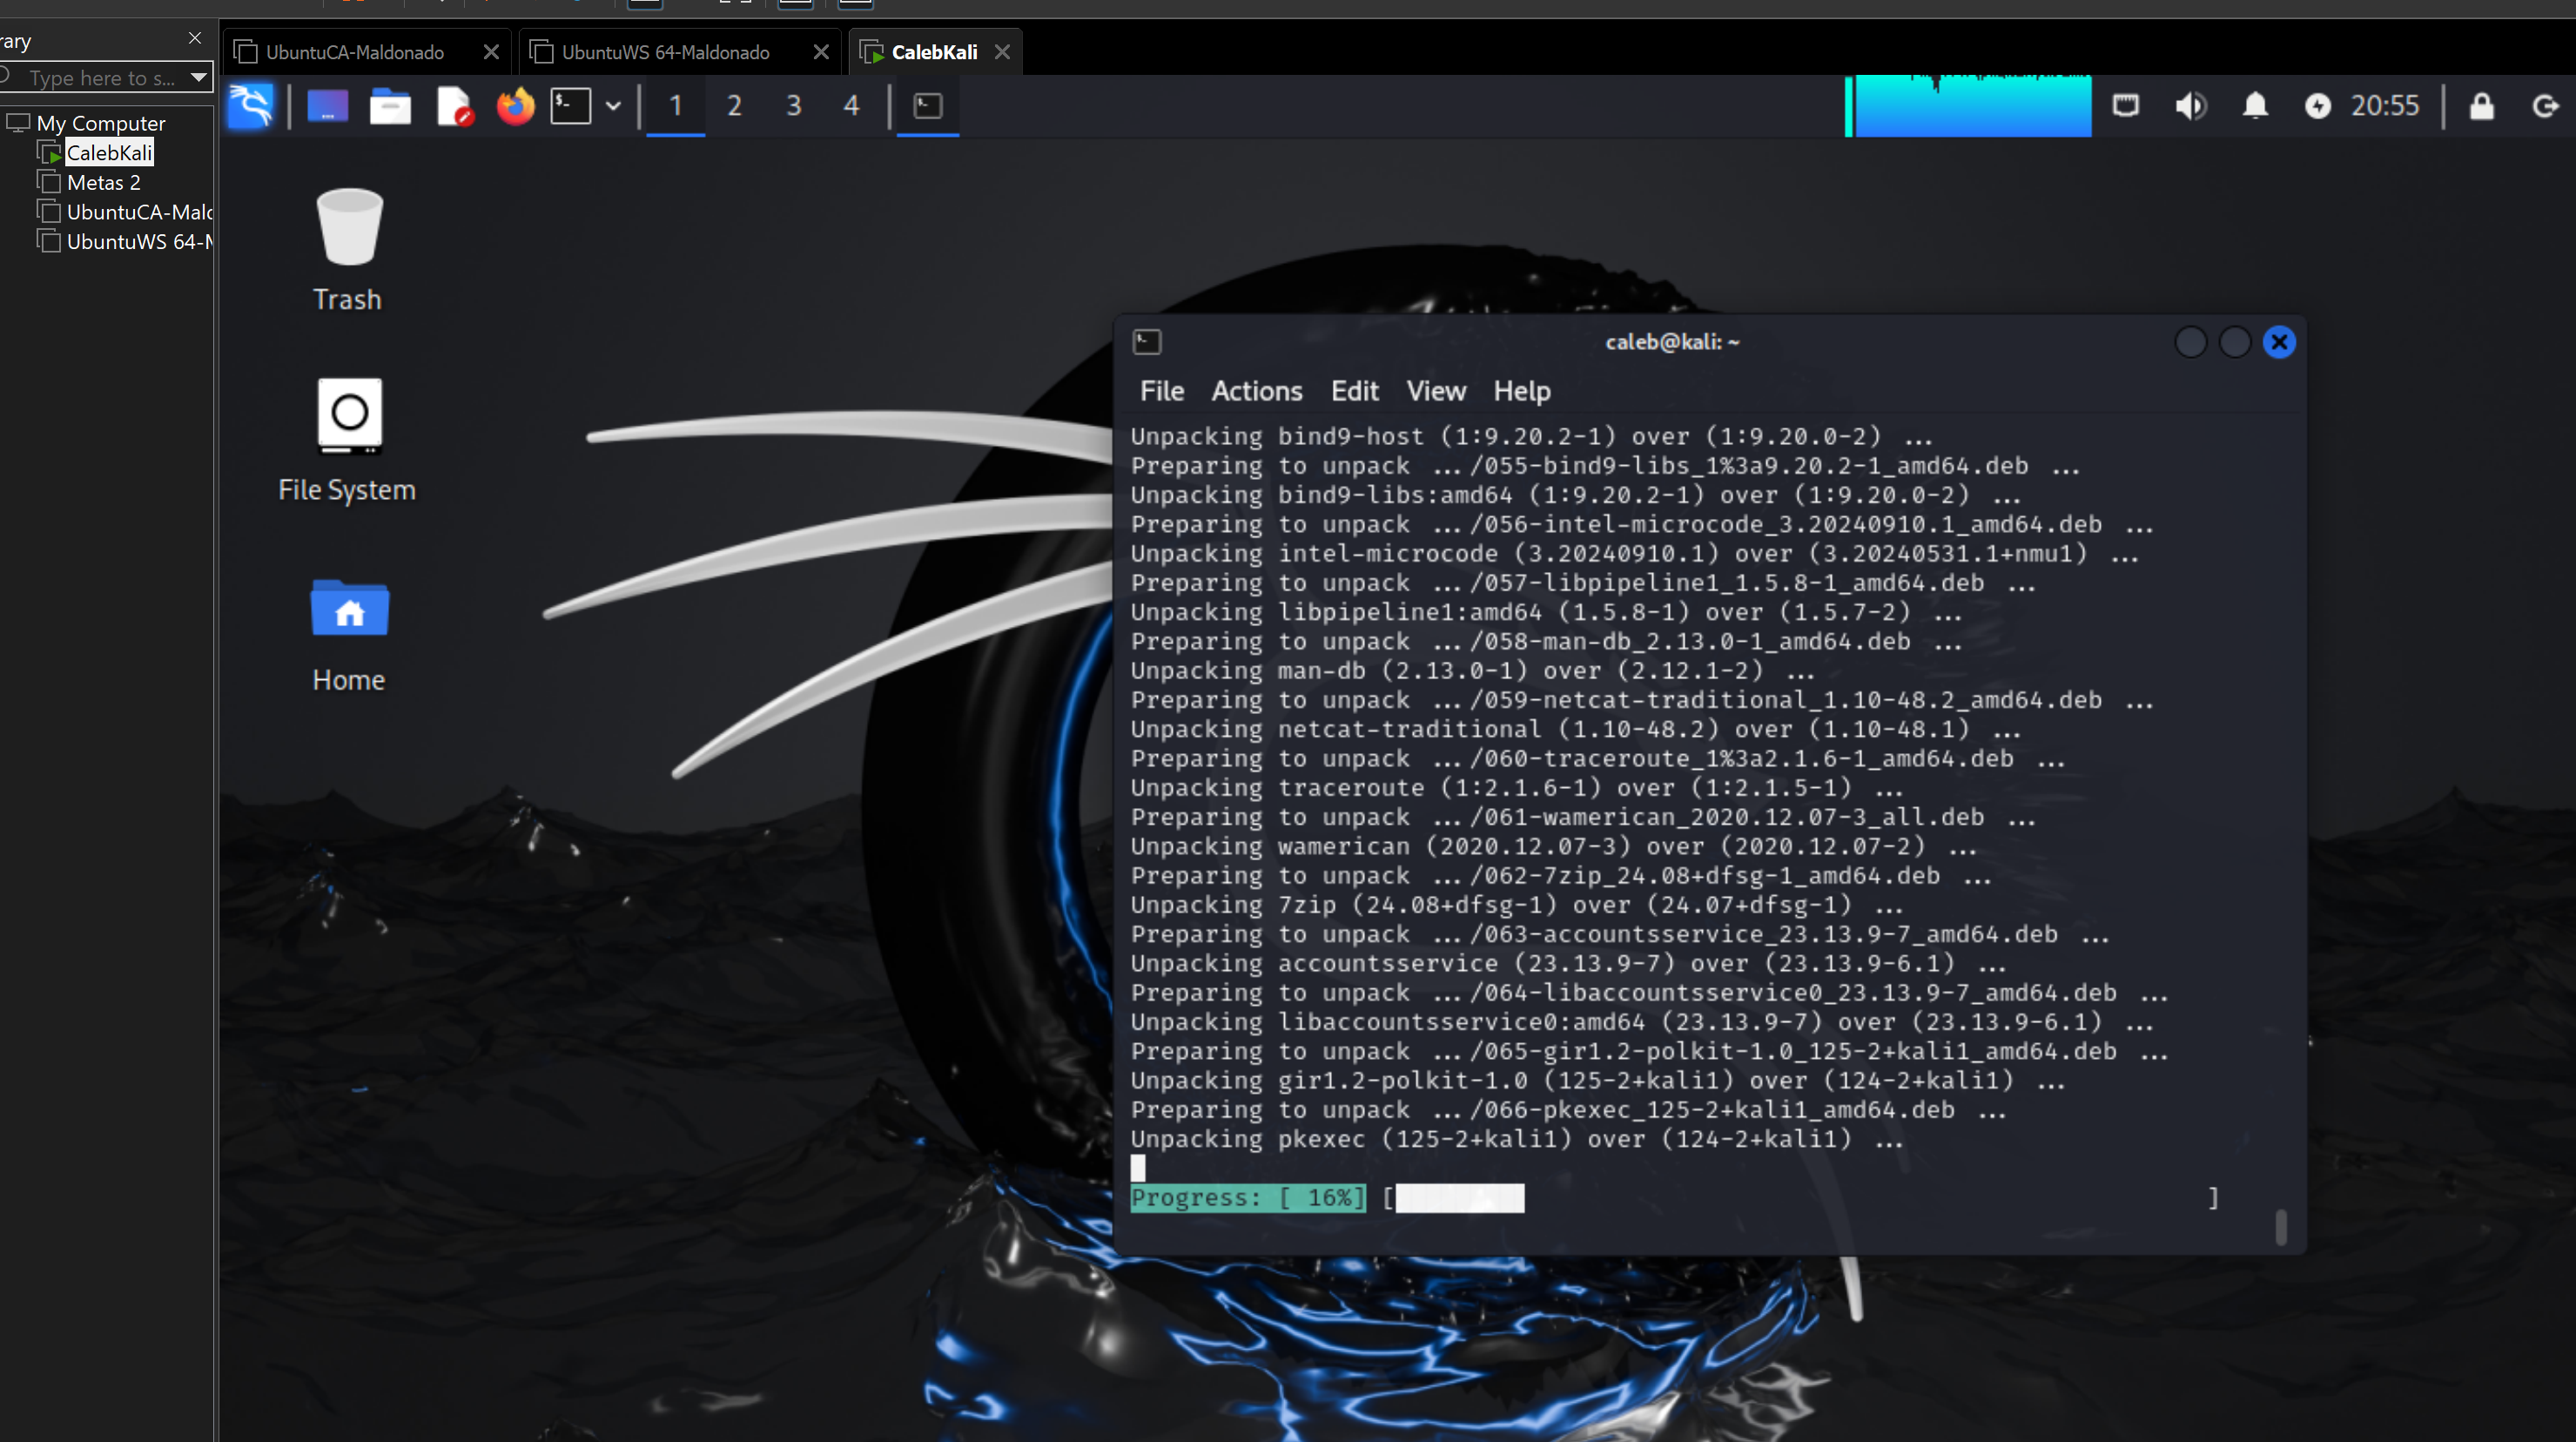 rary
Type here to s...
My Computer
CalebKali
Metas 2
UbuntuCA-Malc
UbuntuWS 64-M
UbuntuCA-Maldonado
UbuntuWS 64-Maldonado
CalebKali
1 2 3 4
20:55
Trash
File System
Home
caleb@kali: ~
File Actions Edit View Help
Unpacking bind9-host (1:9.20.2-1) over (1:9.20.0-2) ...
Preparing to unpack .../055-bind9-libs_1%3a9.20.2-1_amd64.deb ...
Unpacking bind9-libs:amd64 (1:9.20.2-1) over (1:9.20.0-2) ...
Preparing to unpack .../056-intel-microcode_3.20240910.1_amd64.deb ...
Unpacking intel-microcode (3.20240910.1) over (3.20240531.1+nmu1) ...
Preparing to unpack .../057-libpipeline1_1.5.8-1_amd64.deb ...
Unpacking libpipeline1:amd64 (1.5.8-1) over (1.5.7-2) ...
Preparing to unpack .../058-man-db_2.13.0-1_amd64.deb ...
Unpacking man-db (2.13.0-1) over (2.12.1-2) ...
Preparing to unpack .../059-netcat-traditional_1.10-48.2_amd64.deb ...
Unpacking netcat-traditional (1.10-48.2) over (1.10-48.1) ...
Preparing to unpack .../060-traceroute_1%3a2.1.6-1_amd64.deb ...
Unpacking traceroute (1:2.1.6-1) over (1:2.1.5-1) ...
Preparing to unpack .../061-wamerican_2020.12.07-3_all.deb ...
Unpacking wamerican (2020.12.07-3) over (2020.12.07-2) ...
Preparing to unpack .../062-7zip_24.08+dfsg-1_amd64.deb ...
Unpacking 7zip (24.08+dfsg-1) over (24.07+dfsg-1) ...
Preparing to unpack .../063-accountsservice_23.13.9-7_amd64.deb ...
Unpacking accountsservice (23.13.9-7) over (23.13.9-6.1) ...
Preparing to unpack .../064-libaccountsservice0_23.13.9-7_amd64.deb ...
Unpacking libaccountsservice0:amd64 (23.13.9-7) over (23.13.9-6.1) ...
Preparing to unpack .../065-gir1.2-polkit-1.0_125-2+kali1_amd64.deb ...
Unpacking gir1.2-polkit-1.0 (125-2+kali1) over (124-2+kali1) ...
Preparing to unpack .../066-pkexec_125-2+kali1_amd64.deb ...
Unpacking pkexec (125-2+kali1) over (124-2+kali1) ...
Progress: [ 16%] [ ]